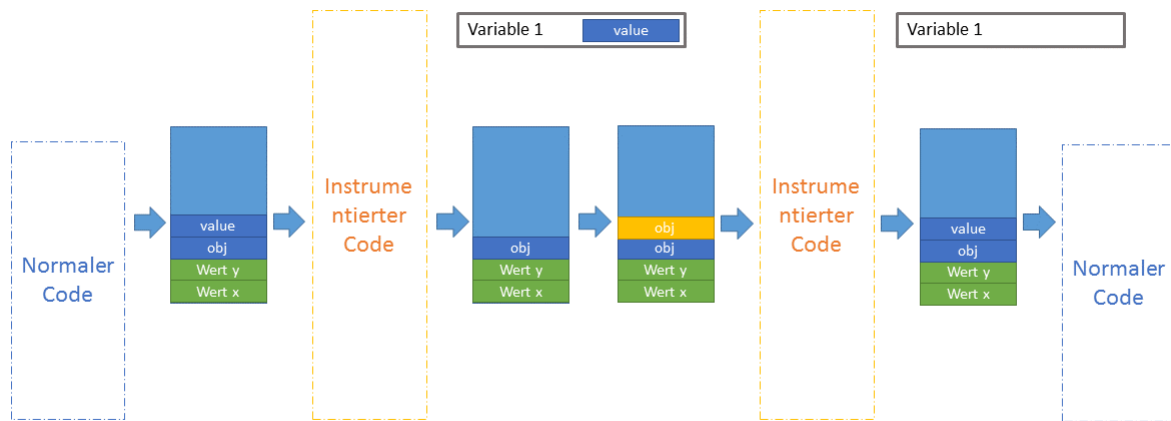 Variable 1
value
Variable 1
Normaler
Code
value
obj
Wert y
Wert x
Instrume
ntierter
Code
obj
Wert y
Wert x
obj
obj
Wert y
Wert x
Instrume
ntierter
Code
value
obj
Wert y
Wert x
Normaler
Code